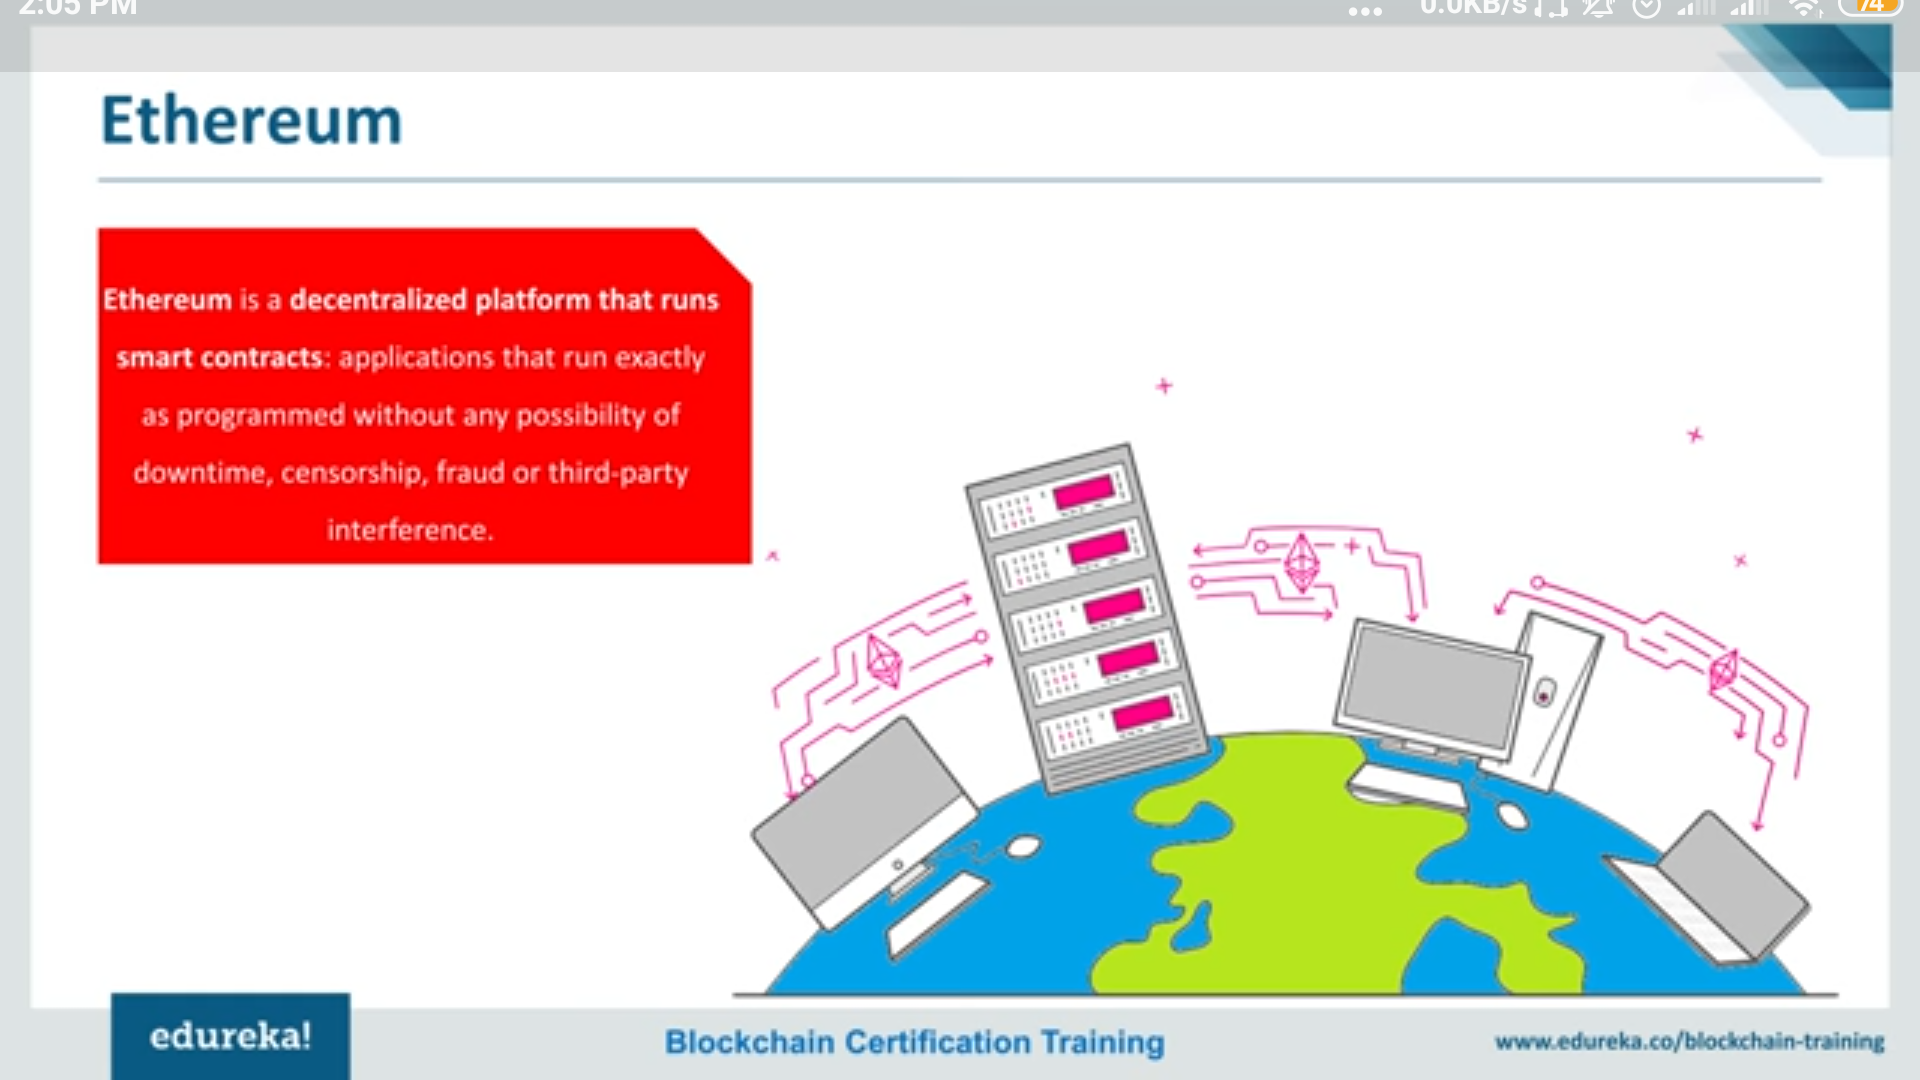 2:05 PM
... 0.0KB/s 74
Ethereum
Ethereum is a decentralized platform that runs
smart contracts: applications that run exactly
as programmed without any possibility of
downtime, censorship, fraud or third-party
interference.
edureka!
Blockchain Certification Training
www.edureka.co/blockchain-training